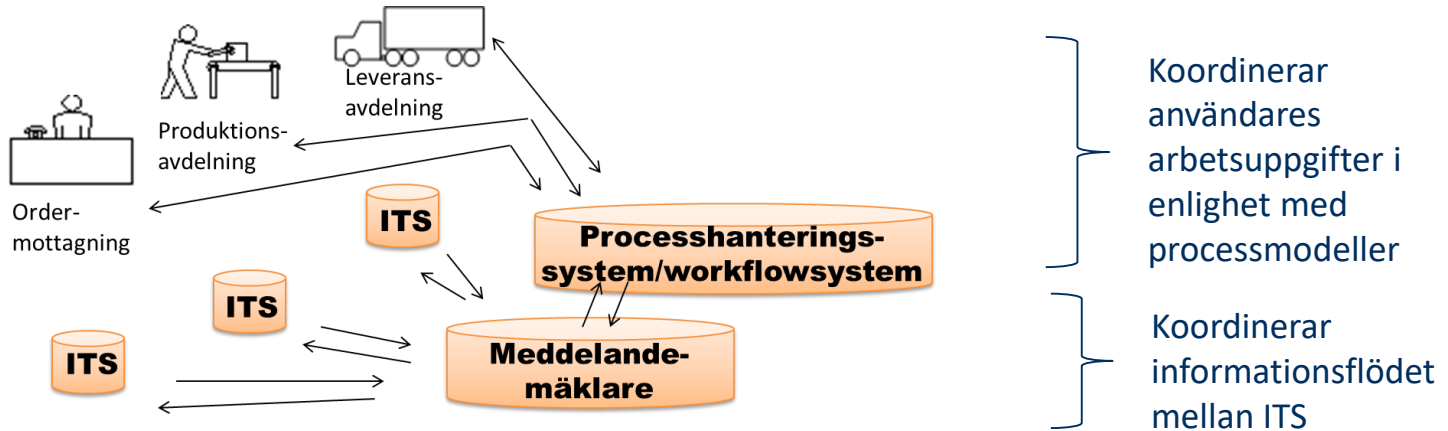 Leverans-
avdelning
Produktions-
avdelning
Order-
mottagning
ITS
ITS
ITS
Processhanterings-
system/workflowsystem
Meddelande-
mäklare
Koordinerar
användares
arbetsuppgifter i
enlighet med
processmodeller
Koordinerar
informationsflödet
mellan ITS